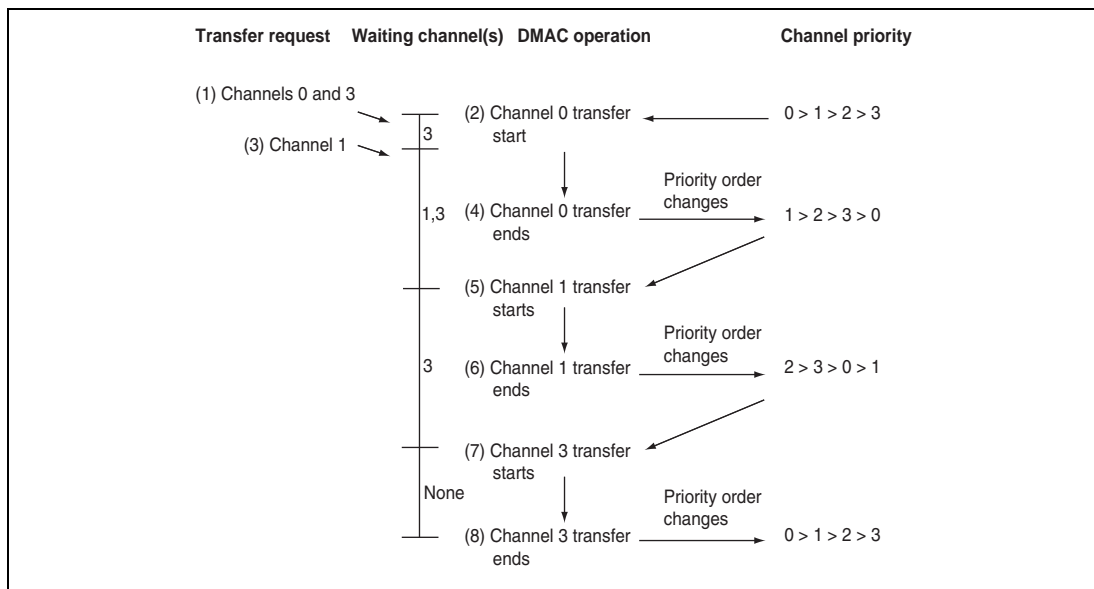 Transfer request Waiting channel(s) DMAC operation Channel priority
(1) Channels 0 and 3
(2) Channel 0 transfer
start
0 > 1 > 2 > 3
3
(3) Channel 1
Priority order
changes
1,3
(4) Channel 0 transfer
ends
1 > 2 > 3 > 0
(5) Channel 1 transfer
starts
Priority order
changes
3
(6) Channel 1 transfer
ends
2 > 3 > 0 > 1
(7) Channel 3 transfer
starts
None
Priority order
changes
(8) Channel 3 transfer
ends
0 > 1 > 2 > 3